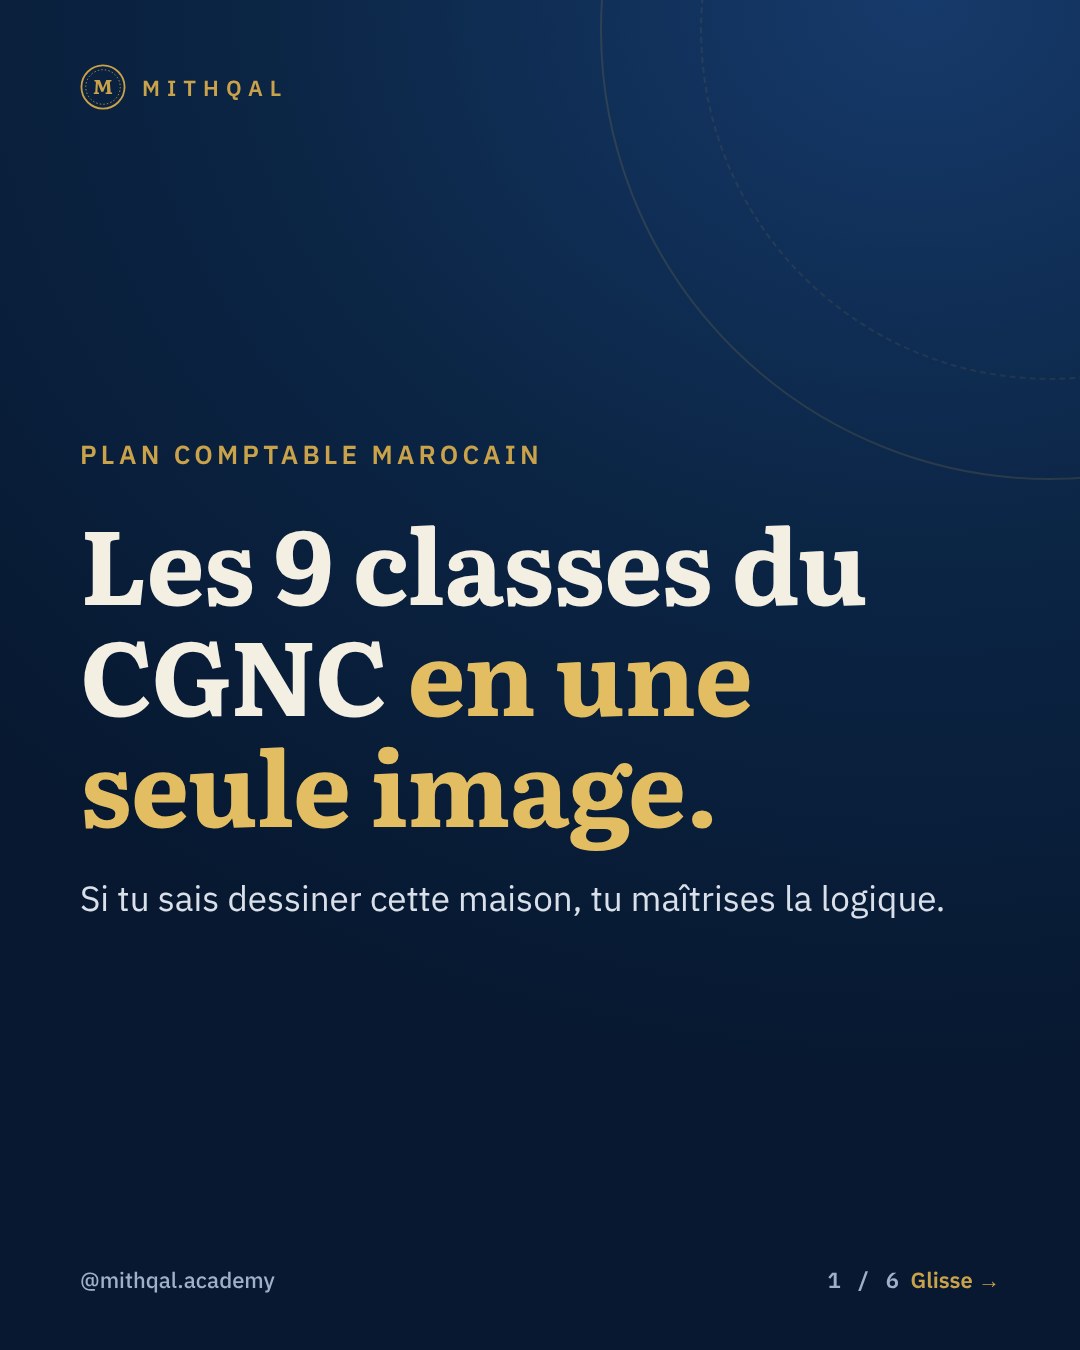 M MITHQAL
PLAN COMPTABLE MAROCAIN
Les 9 classes du
CGNC en une
seule image.
Si tu sais dessiner cette maison, tu maîtrises la logique.
@mithqal.academy
1 / 6 Glisse →